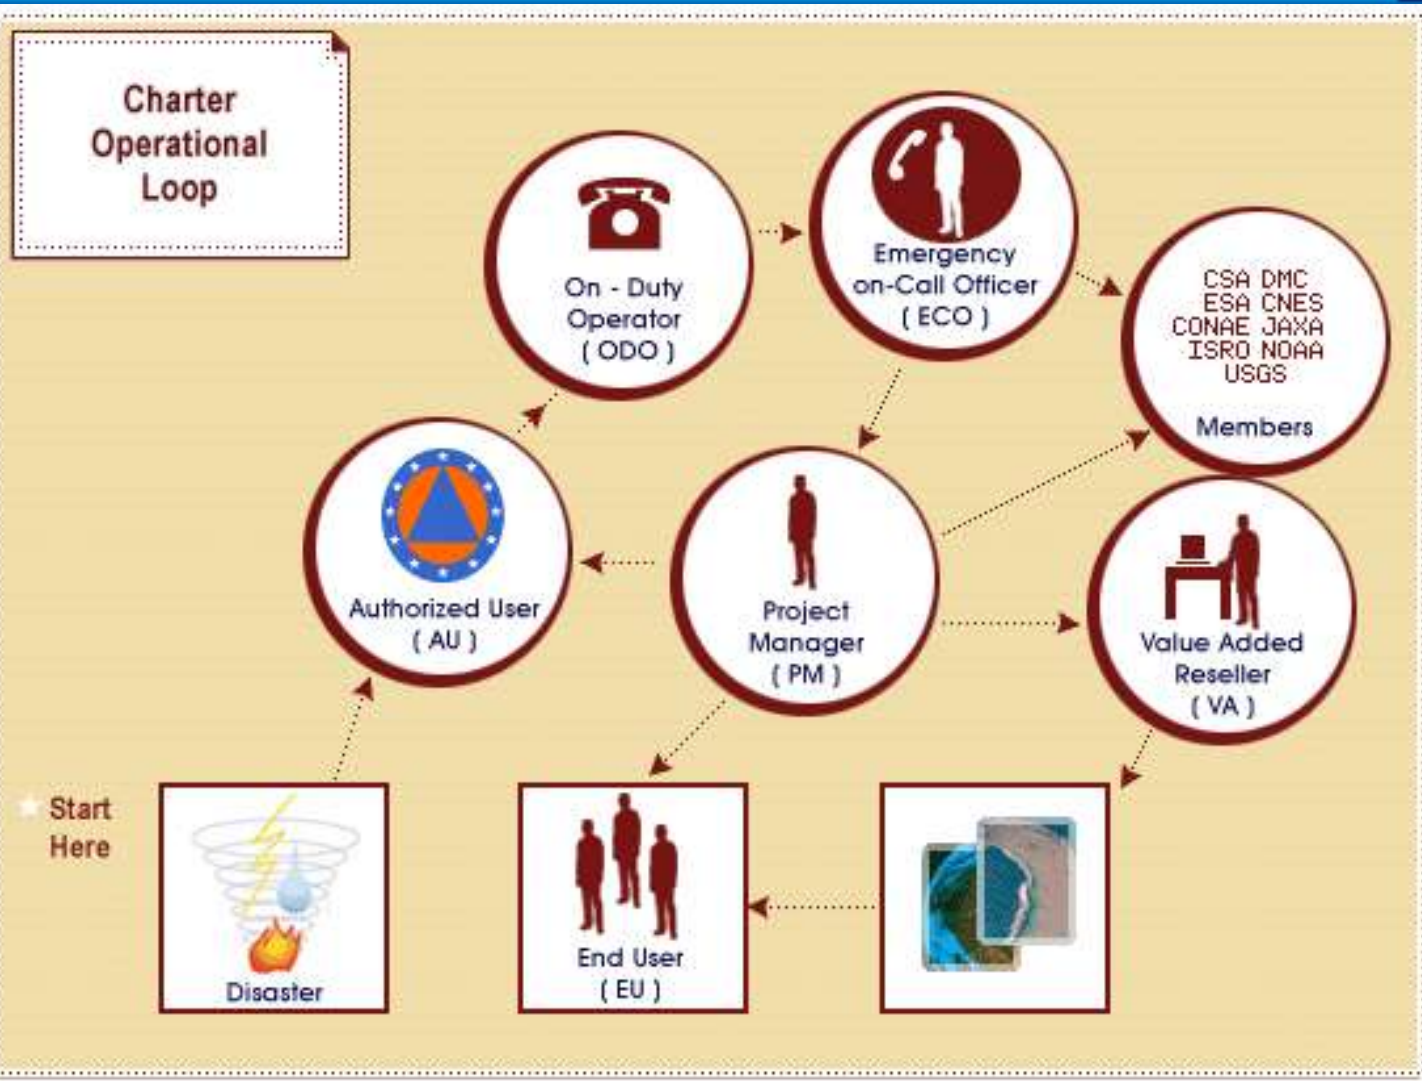 Charter
Operational
Loop
On - Duty
Operator
( ODO )
Emergency
on-Call Officer
( ECO )
CSA DMC
ESA CNES
CONAE JAXA
ISRO NOAA
USGS
Members
Authorized User
( AU )
Project
Manager
( PM )
Value Added
Reseller
( VA )
Start
Here
Disaster
End User
( EU )